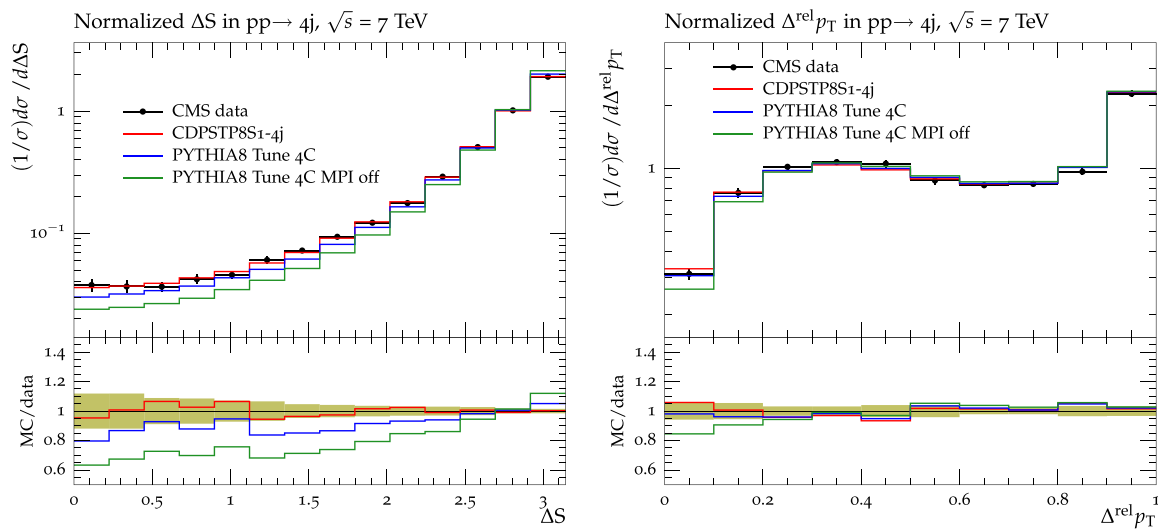 Normalized ΔS in pp→ 4j, √s = 7 TeV
(1/σ)dσ/dΔS
1
10⁻¹
CMS data
CDPSTP8S1-4j
PYTHIA8 Tune 4C
PYTHIA8 Tune 4C MPI off
MC/data
1.4
1.2
1
0.8
0.6
0 0.5 1 1.5 2 2.5 3
ΔS
Normalized Δ^rel p_T in pp→ 4j, √s = 7 TeV
(1/σ)dσ/dΔ^rel p_T
1
CMS data
CDPSTP8S1-4j
PYTHIA8 Tune 4C
PYTHIA8 Tune 4C MPI off
MC/data
1.4
1.2
1
0.8
0.6
0 0.2 0.4 0.6 0.8 1
Δ^rel p_T